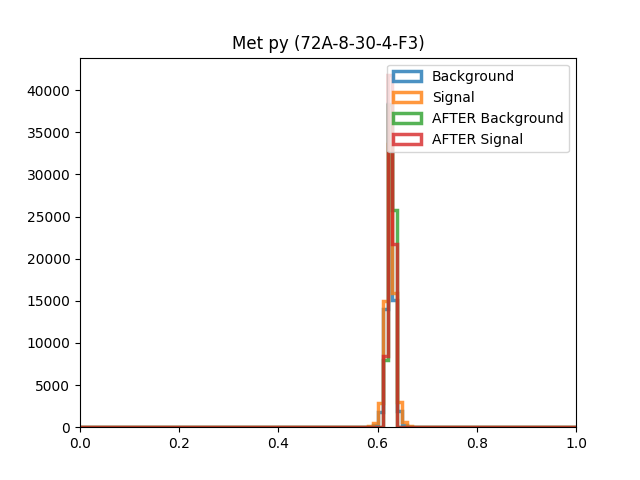 Met py (72A-8-30-4-F3)
Background
Signal
AFTER Background
AFTER Signal
40000
35000
30000
25000
20000
15000
10000
5000
0
0.0 0.2 0.4 0.6 0.8 1.0